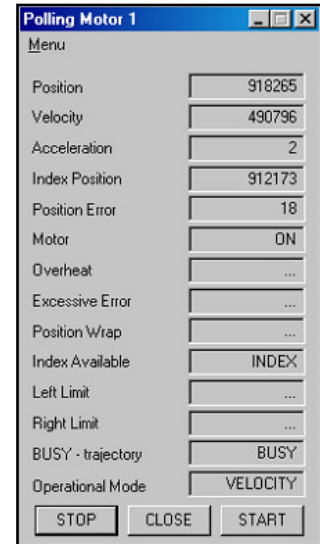 Polling Motor 1
Menu
Position 918265
Velocity 490796
Acceleration 2
Index Position 912173
Position Error 18
Motor ON
Overheat ...
Excessive Error ...
Position Wrap ...
Index Available INDEX
Left Limit ...
Right Limit ...
BUSY - trajectory BUSY
Operational Mode VELOCITY
STOP CLOSE START